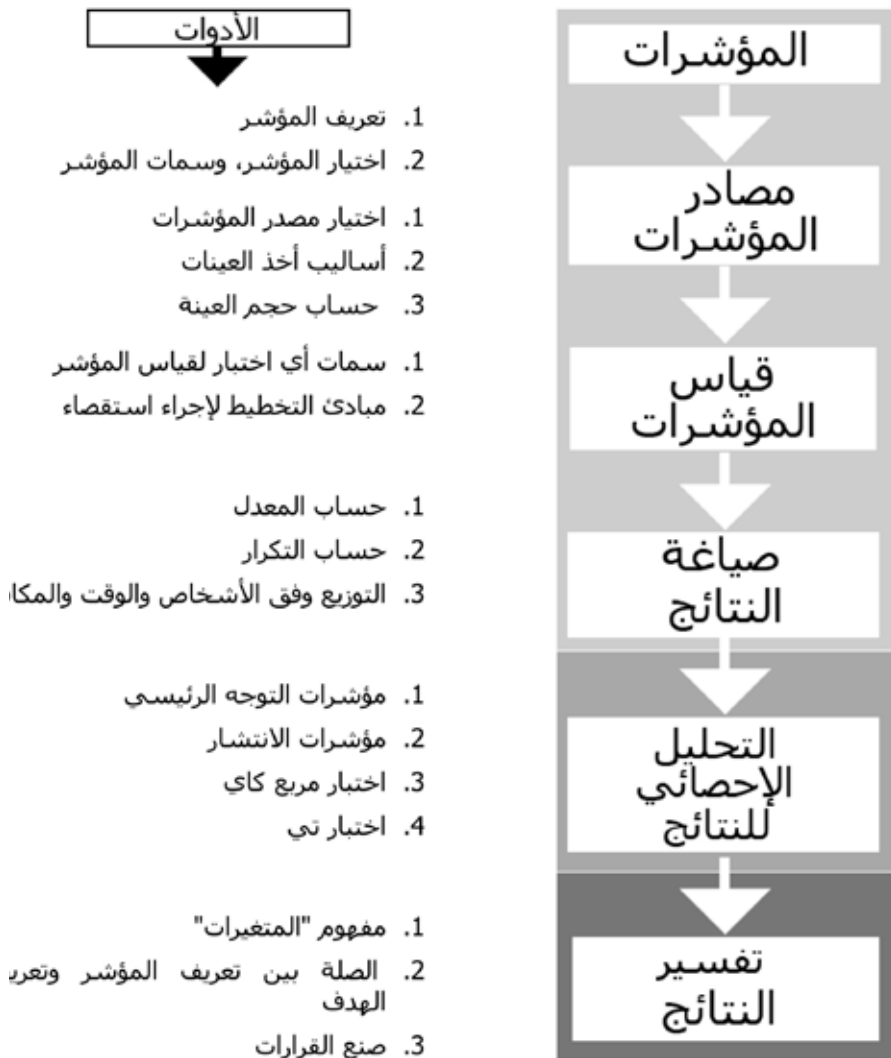 المؤشرات
مصادر
المؤشرات
قياس
المؤشرات
صياغة
النتائج
التحليل
الإحصائي
للنتائج
تفسير
النتائج
الأدوات
1. تعريف المؤشر
2. اختيار المؤشر، وسمات المؤشر
1. اختيار مصدر المؤشرات
2. أساليب أخذ العينات
3. حساب حجم العينة
1. سمات أي اختبار لقياس المؤشر
2. مبادئ التخطيط لإجراء استقصاء
1. حساب المعدل
2. حساب التكرار
3. التوزيع وفق الأشخاص والوقت
1. مؤشرات التوجه الرئيسي
2. مؤشرات الانتشار
3. اختبار مربع كاي
4. اختبار تي
1. مفهوم "المتغيرات"
2. الصلة بين تعريف المؤشر
الهدف
3. صنع القرارات